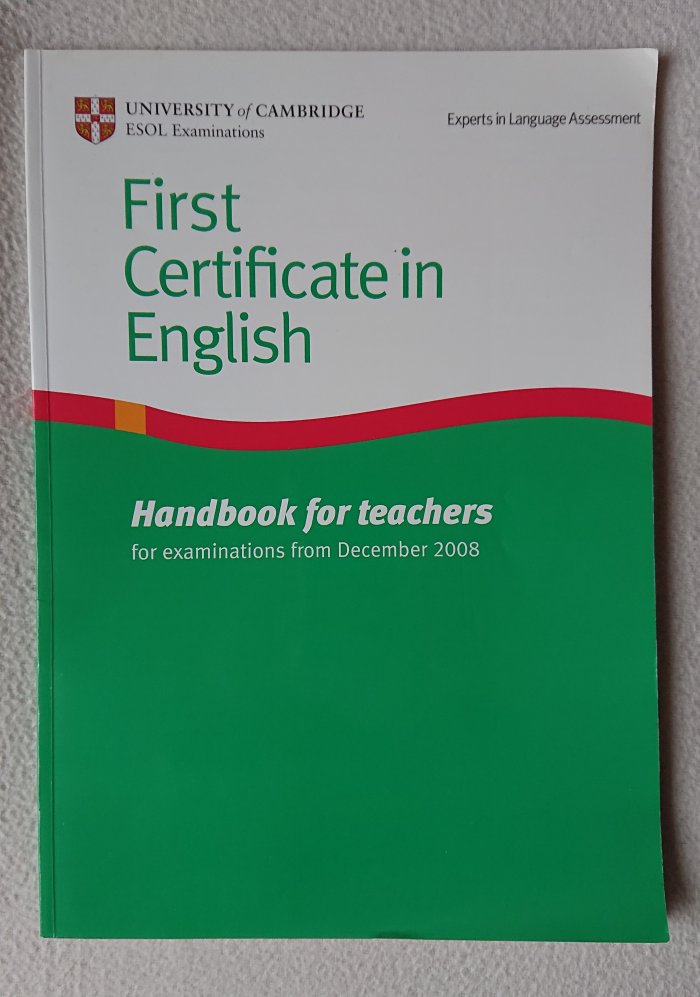 UNIVERSITY of CAMBRIDGE
ESOL Examinations
Experts in Language Assessment
First
Certificate in
English
Handbook for teachers
for examinations from December 2008